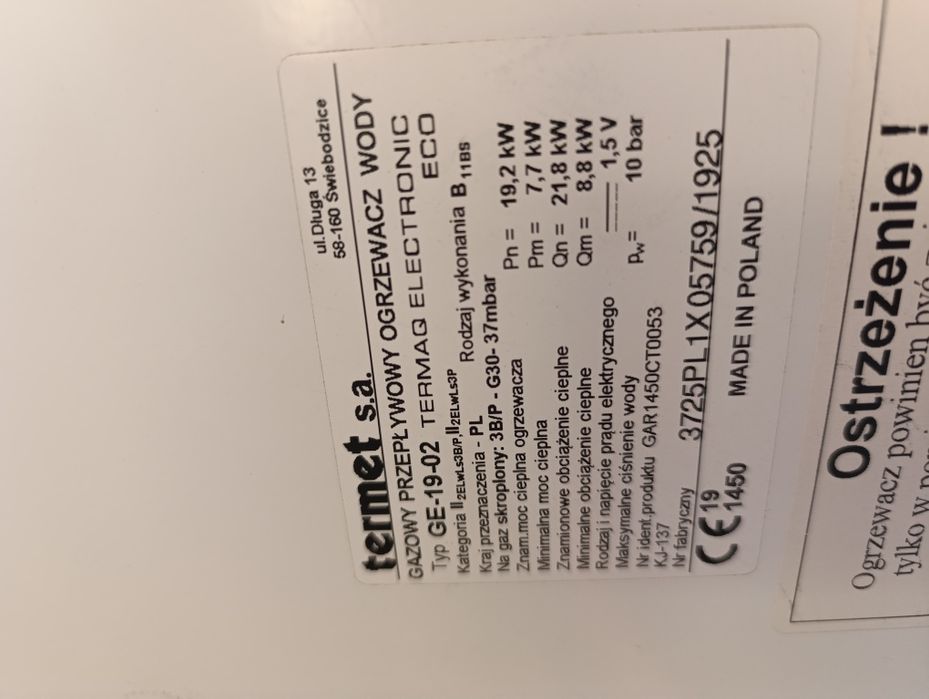 termet s.a.
ul.Długa 13
58-160 Świebodzice
GAZOWY PRZEPŁYWOWY OGRZEWACZ WODY
Typ GE-19-02 TERMAQ ELECTRONIC
ECO
Kategoria II2ELwLs3B/P,II2ELwLs3P Rodzaj wykonania B11BS
Kraj przeznaczenia - PL
Na gaz skroplony: 3B/P - G30- 37mbar
Znam.moc cieplna ogrzewacza Pn = 19,2 kW
Minimalna moc cieplna Pm = 7,7 kW
Znamionowe obciążenie cieplne Qn = 21,8 kW
Minimalne obciążenie cieplne Qm = 8,8 kW
Rodzaj i napięcie prądu elektrycznego 1,5 V
Maksymalne ciśnienie wody pw= 10 bar
Nr ident.produktu GAR1450CT0053
KJ-137
Nr fabryczny 3725PL1X05759/1925
CE 19
1450 MADE IN POLAND
Ostrzeżenie !
Ogrzewacz powinien być
tylko w